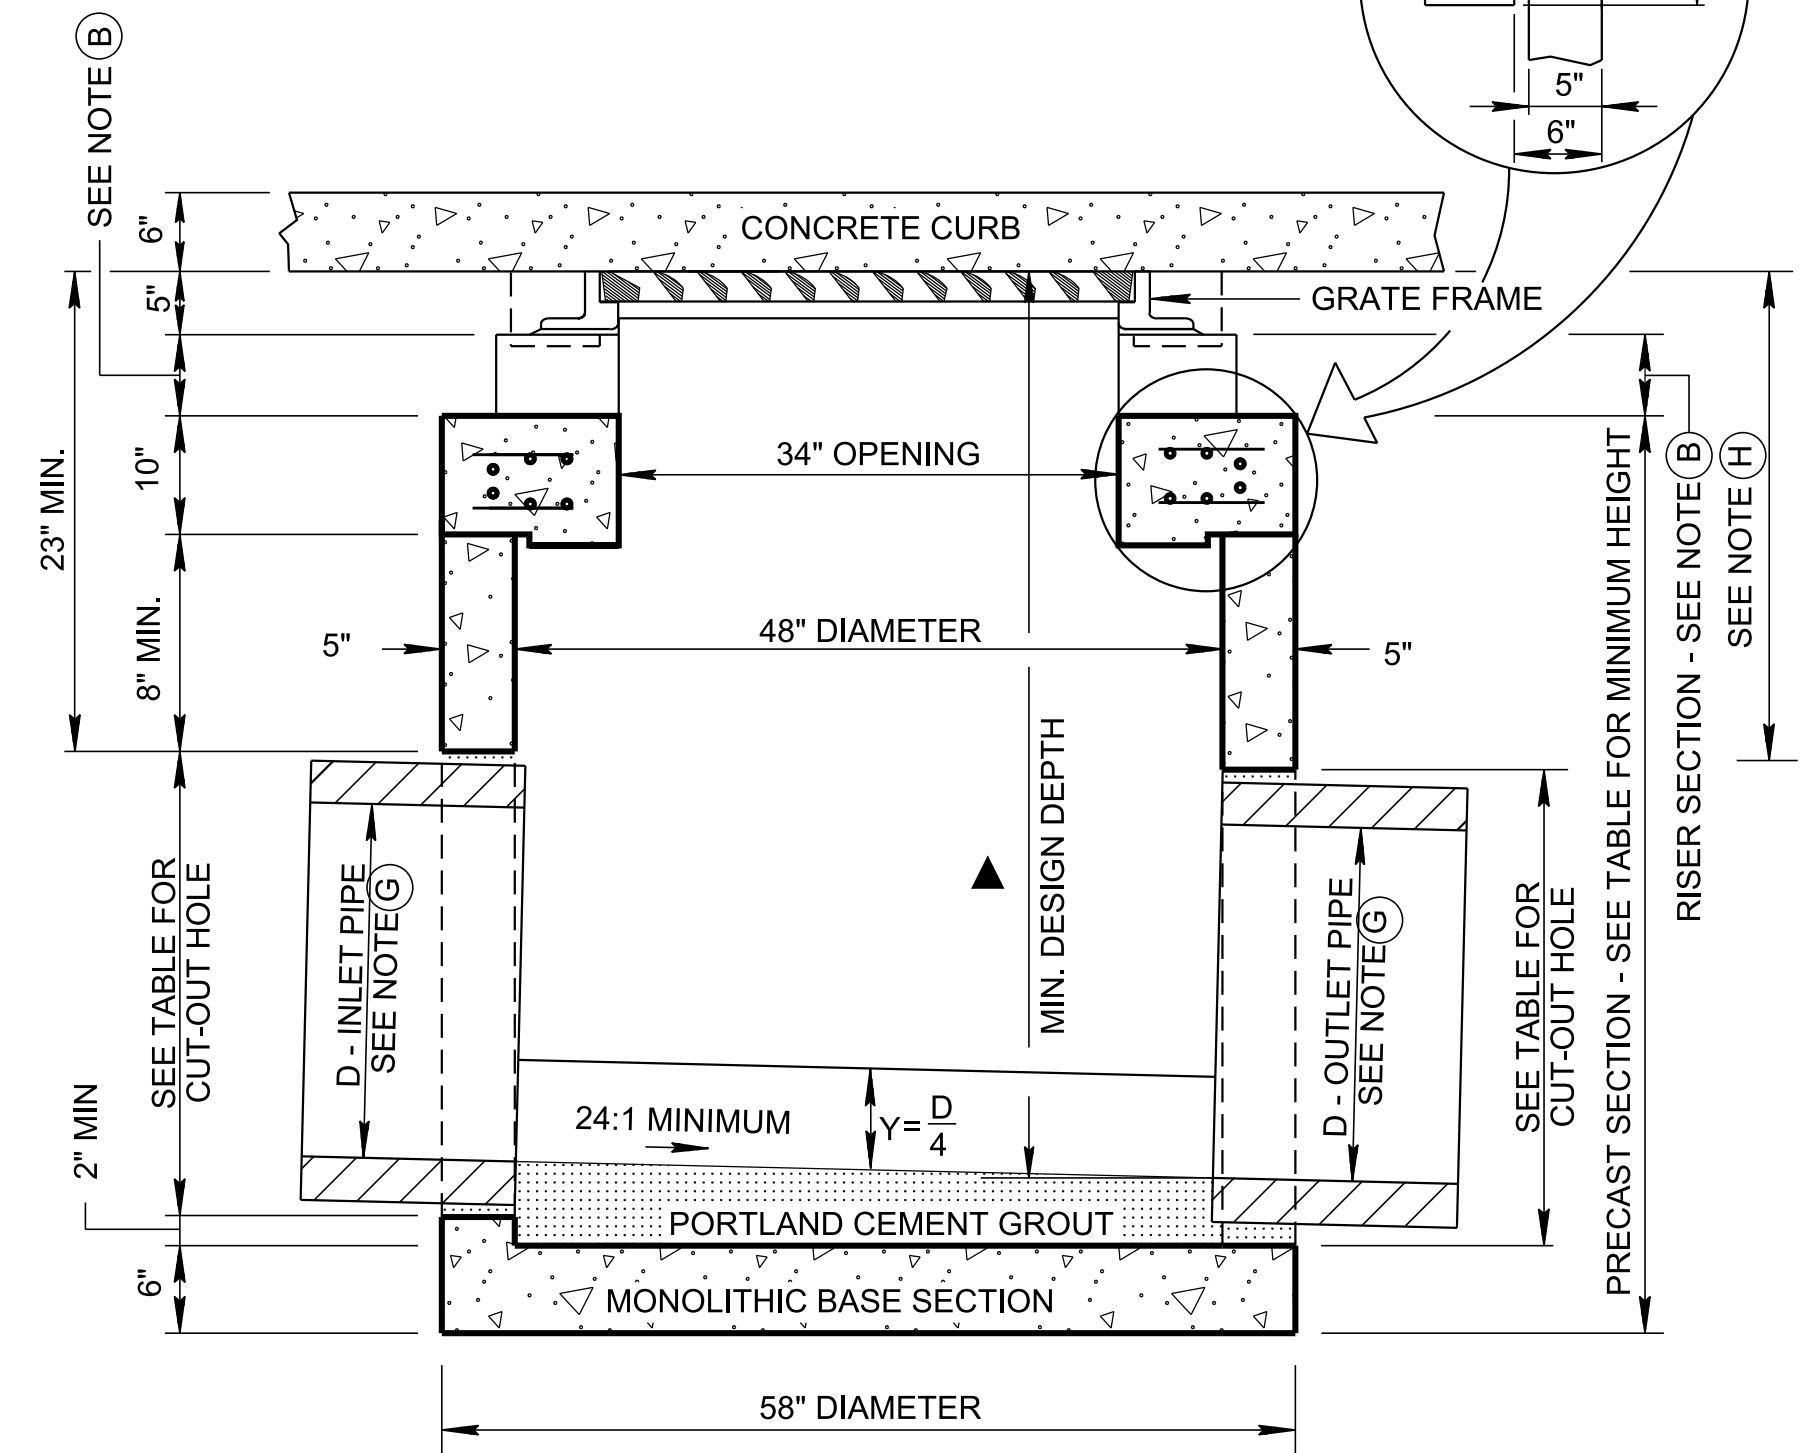 SEE NOTE B
5"
6"
6"
CONCRETE CURB
5"
GRATE FRAME
10"
34" OPENING
23" MIN.
8" MIN.
5"
48" DIAMETER
5"
RISER SECTION - SEE NOTE B
SEE NOTE H
PRECAST SECTION - SEE TABLE FOR MINIMUM HEIGHT
MIN. DESIGN DEPTH
SEE TABLE FOR
CUT-OUT HOLE
D - INLET PIPE
SEE NOTE G
D - OUTLET PIPE
SEE NOTE G
SEE TABLE FOR
CUT-OUT HOLE
2" MIN
24:1 MINIMUM
Y= D
4
PORTLAND CEMENT GROUT
6"
MONOLITHIC BASE SECTION
58" DIAMETER